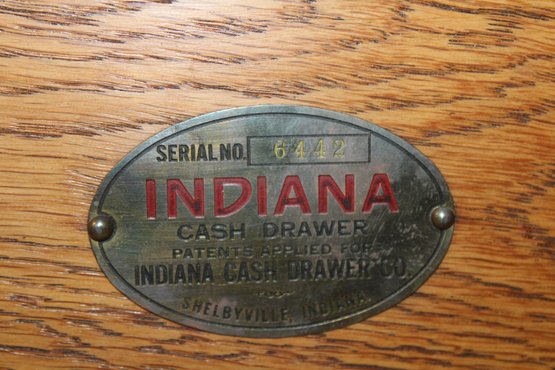 SERIAL NO. 6442
INDIANA
CASH DRAWER
PATENTS APPLIED FOR
INDIANA CASH DRAWER CO.
SHELBYVILLE, INDIANA.